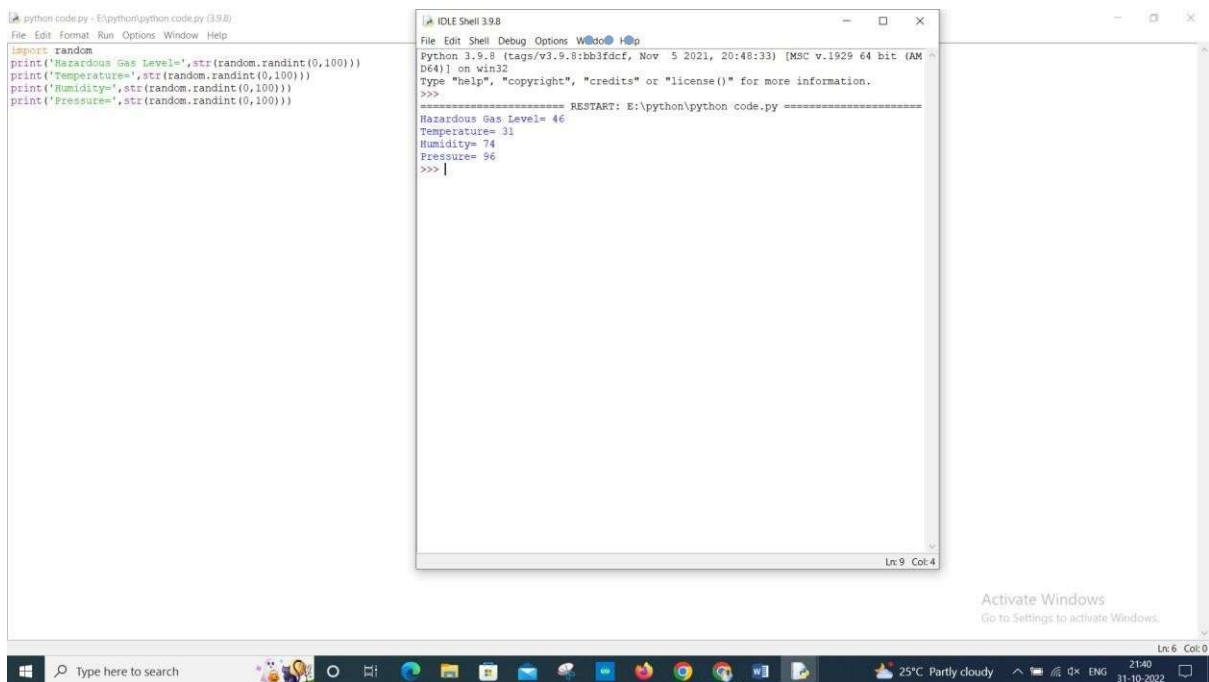 python code.py - E:\python\python code.py (3.9.8)
File Edit Format Run Options Window Help
import random
print('Hazardous Gas Level=',str(random.randint(0,100)))
print('Temperature=',str(random.randint(0,100)))
print('Humidity=',str(random.randint(0,100)))
print('Pressure=',str(random.randint(0,100)))
IDLE Shell 3.9.8
File Edit Shell Debug Options
Python 3.9.8 (tags/v3.9.8:bb3fdcf, Nov 5 2021, 20:48:33) [MSC v.1929 64 bit (AM
D64)] on win32
Type "help", "copyright", "credits" or "license()" for more information.
>>>
======================= RESTART: E:\python\python code.py ======================
Hazardous Gas Level= 46
Temperature= 31
Humidity= 74
Pressure= 96
>>>
Ln: 9 Col: 4
Activate Windows
Go to Settings to activate Windows.
Ln: 6 Col: 0
Type here to search
25°C Partly cloudy
ENG
21:40
31-10-2022